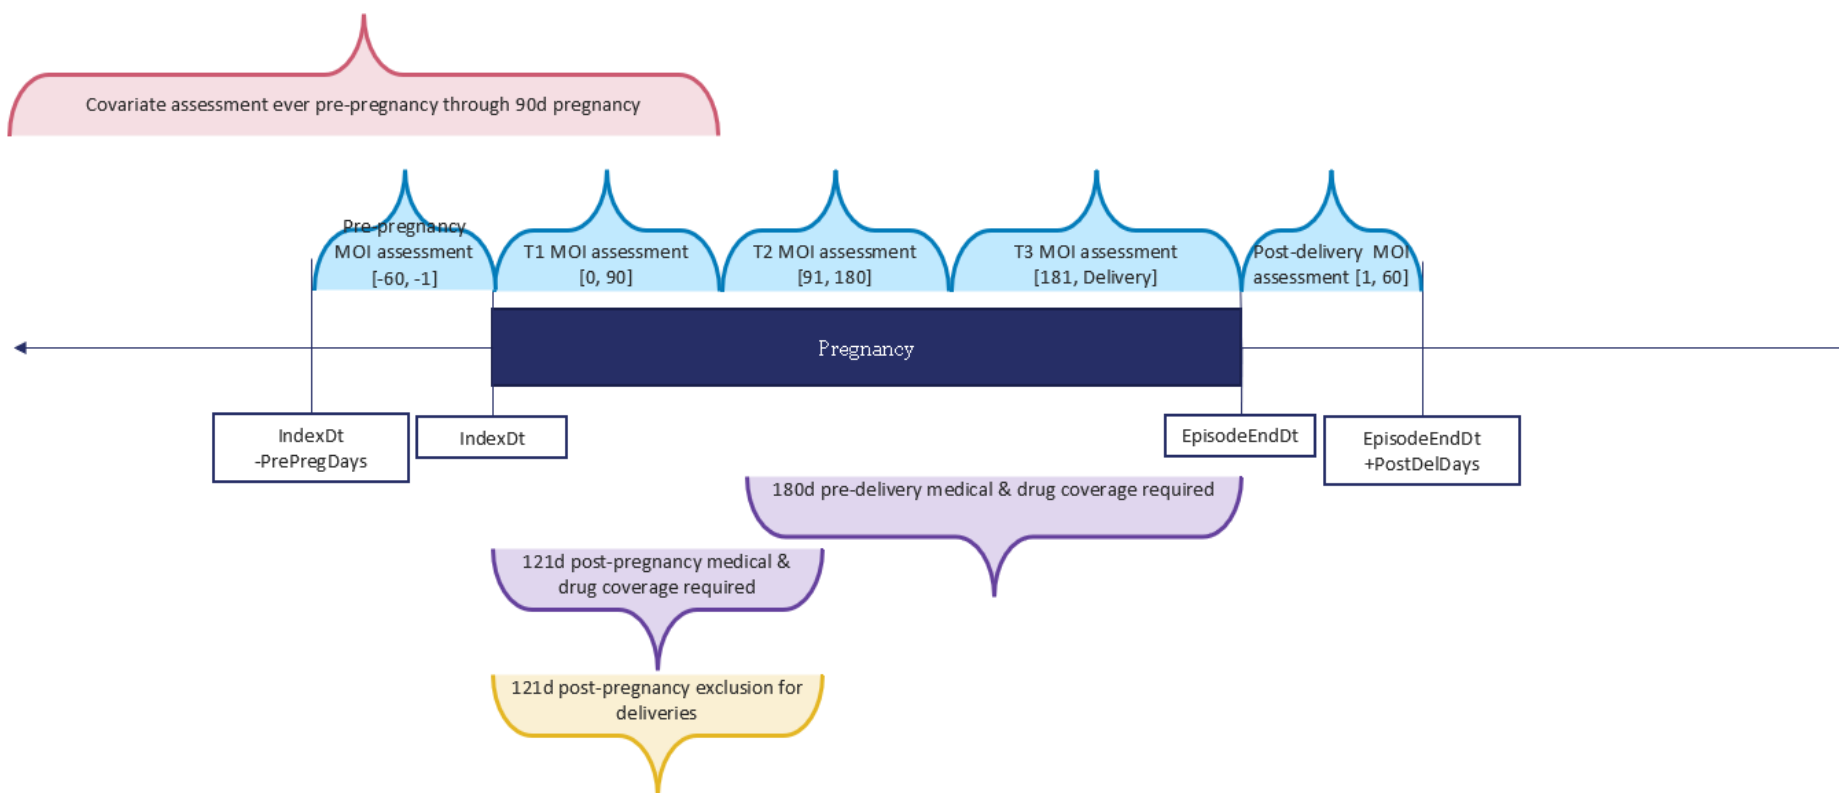 Covariate assessment ever pre-pregnancy through 90d pregnancy
Pre-pregnancy
MOI assessment
[-60, -1]
T1 MOI assessment
[0, 90]
T2 MOI assessment
[91, 180]
T3 MOI assessment
[181, Delivery]
Post-delivery MOI
assessment [1, 60]
Pregnancy
IndexDt
-PrePregDays
IndexDt
EpisodeEndDt
EpisodeEndDt
+PostDelDays
180d pre-delivery medical & drug coverage required
121d post-pregnancy medical &
drug coverage required
121d post-pregnancy exclusion for
deliveries